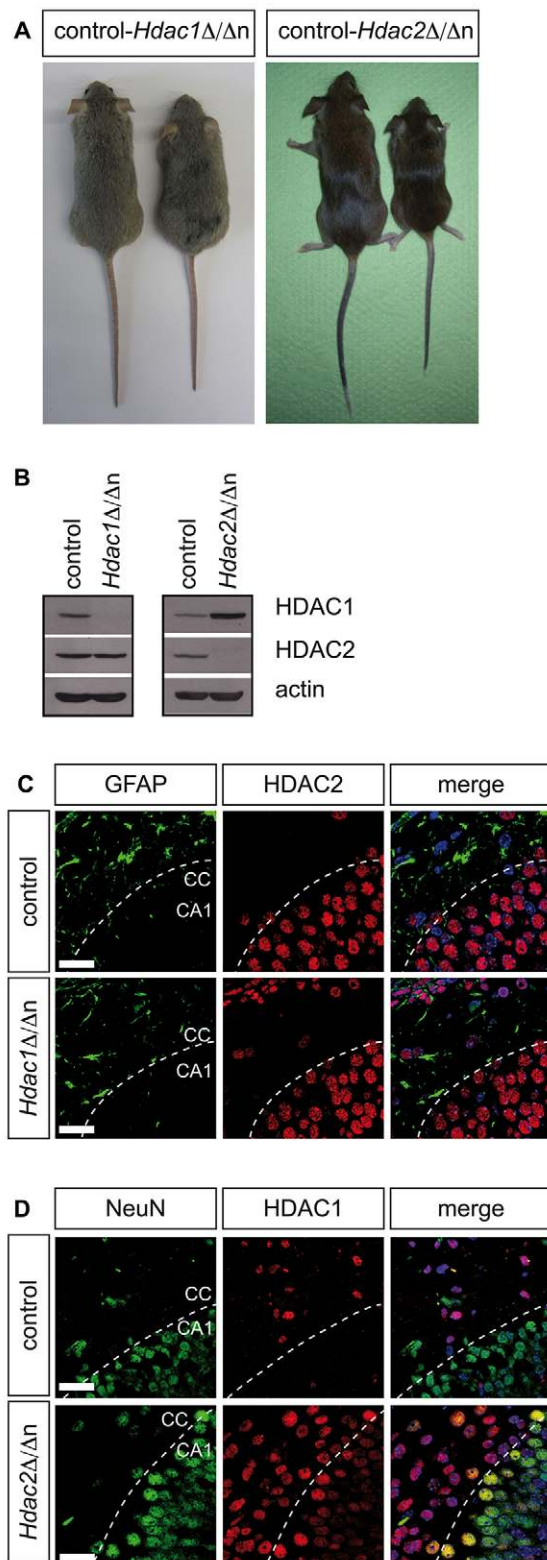 A
control-Hdac1Δ/Δn control-Hdac2Δ/Δn
B
control Hdac1Δ/Δn control Hdac2Δ/Δn
HDAC1
HDAC2
actin
C
GFAP HDAC2 merge
control
CC
CA1
Hdac1Δ/Δn
CC
CA1
D
NeuN HDAC1 merge
control
CC
CA1
Hdac2Δ/Δn
CC
CA1